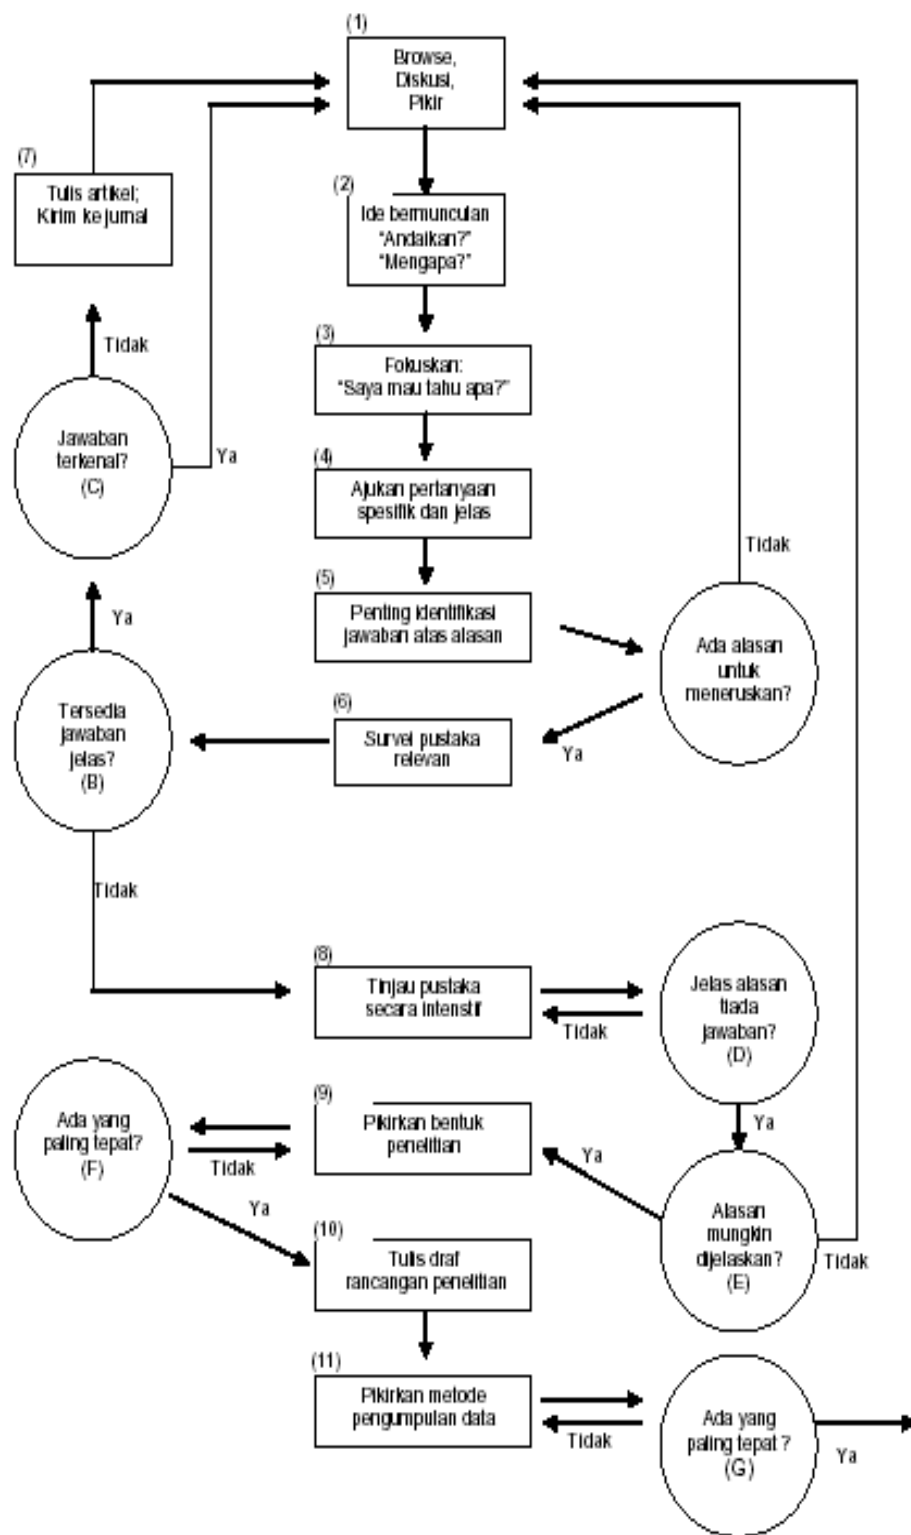 (1)
Browse,
Diskusi,
Pikir
(7)
Tulis artikel;
Kirim ke jurnal
(2)
Ide bermunculan
"Andaikan?"
"Mengapa?"
Tidak
(3)
Fokuskan:
"Saya mau tahu apa?"
Jawaban
terkenal?
(C)
Ya
(4)
Ajukan pertanyaan
spesifik dan jelas
Tidak
(5)
Penting identifikasi
jawaban atas alasan
Ya
Ada alasan
untuk
meneruskan?
Tersedia
jawaban
jelas?
(B)
(6)
Survei pustaka
relevan
Ya
Tidak
(8)
Tinjau pustaka
secara intenstif
Tidak
Jelas alasan
tiada
jawaban?
(D)
Ya
Ada yang
paling tepat?
(F)
Tidak
(9)
Pikirkan bentuk
penelitian
Ya
Alasan
mungkin
dijelaskan?
(E)
Tidak
Ya
(10)
Tulis draf
rancangan penelitian
(11)
Pikirkan metode
pengumpulan data
Tidak
Ada yang
paling tepat ?
(G)
Ya